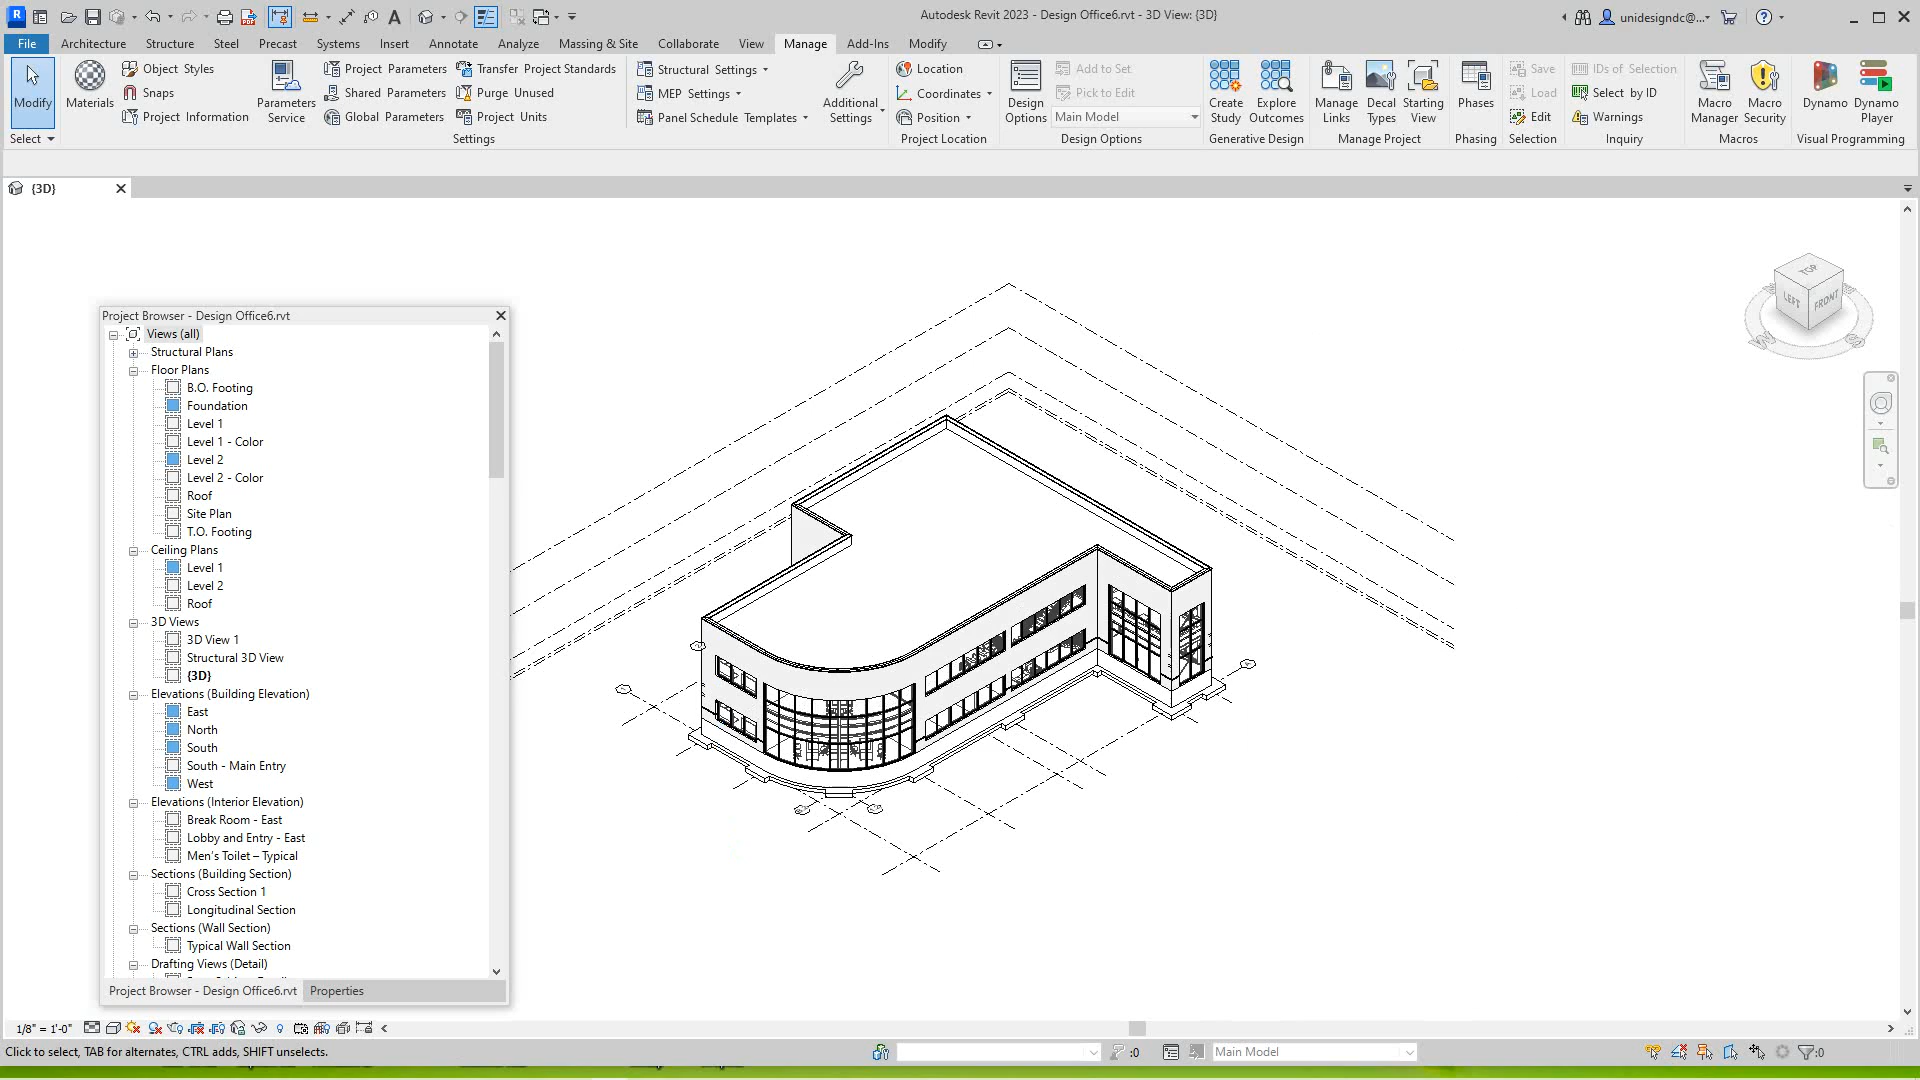 Autodesk Revit 2023 - Design Office6.rvt - 3D View: {3D}
unidesigndc@...
File Architecture Structure Steel Precast Systems Insert Annotate Analyze Massing & Site Collaborate View Manage Add-Ins Modify
Modify
Select
Materials
Object Styles
Snaps
Project Information
Parameters Service
Project Parameters
Shared Parameters
Global Parameters
Transfer Project Standards
Purge Unused
Project Units
Structural Settings
MEP Settings
Panel Schedule Templates
Additional Settings
Settings
Location
Coordinates
Position
Project Location
Design Options
Add to Set
Pick to Edit
Main Model
Design Options
Create Study
Explore Outcomes
Generative Design
Manage Links
Decal Types
Starting View
Manage Project
Phases
Phasing
Save
Load
Edit
Selection
IDs of Selection
Select by ID
Warnings
Inquiry
Macro Manager
Macro Security
Macros
Dynamo
Dynamo Player
Visual Programming
{3D}
TOP
LEFT
FRONT
W
S
Project Browser - Design Office6.rvt
Views (all)
Structural Plans
Floor Plans
B.O. Footing
Foundation
Level 1
Level 1 - Color
Level 2
Level 2 - Color
Roof
Site Plan
T.O. Footing
Ceiling Plans
Level 1
Level 2
Roof
3D Views
3D View 1
Structural 3D View
{3D}
Elevations (Building Elevation)
East
North
South
South - Main Entry
West
Elevations (Interior Elevation)
Break Room - East
Lobby and Entry - East
Men's Toilet – Typical
Sections (Building Section)
Cross Section 1
Longitudinal Section
Sections (Wall Section)
Typical Wall Section
Drafting Views (Detail)
Project Browser - Design Office6.rvt Properties
1/8" = 1'-0"
Click to select, TAB for alternates, CTRL adds, SHIFT unselects.
:0
Main Model
:0